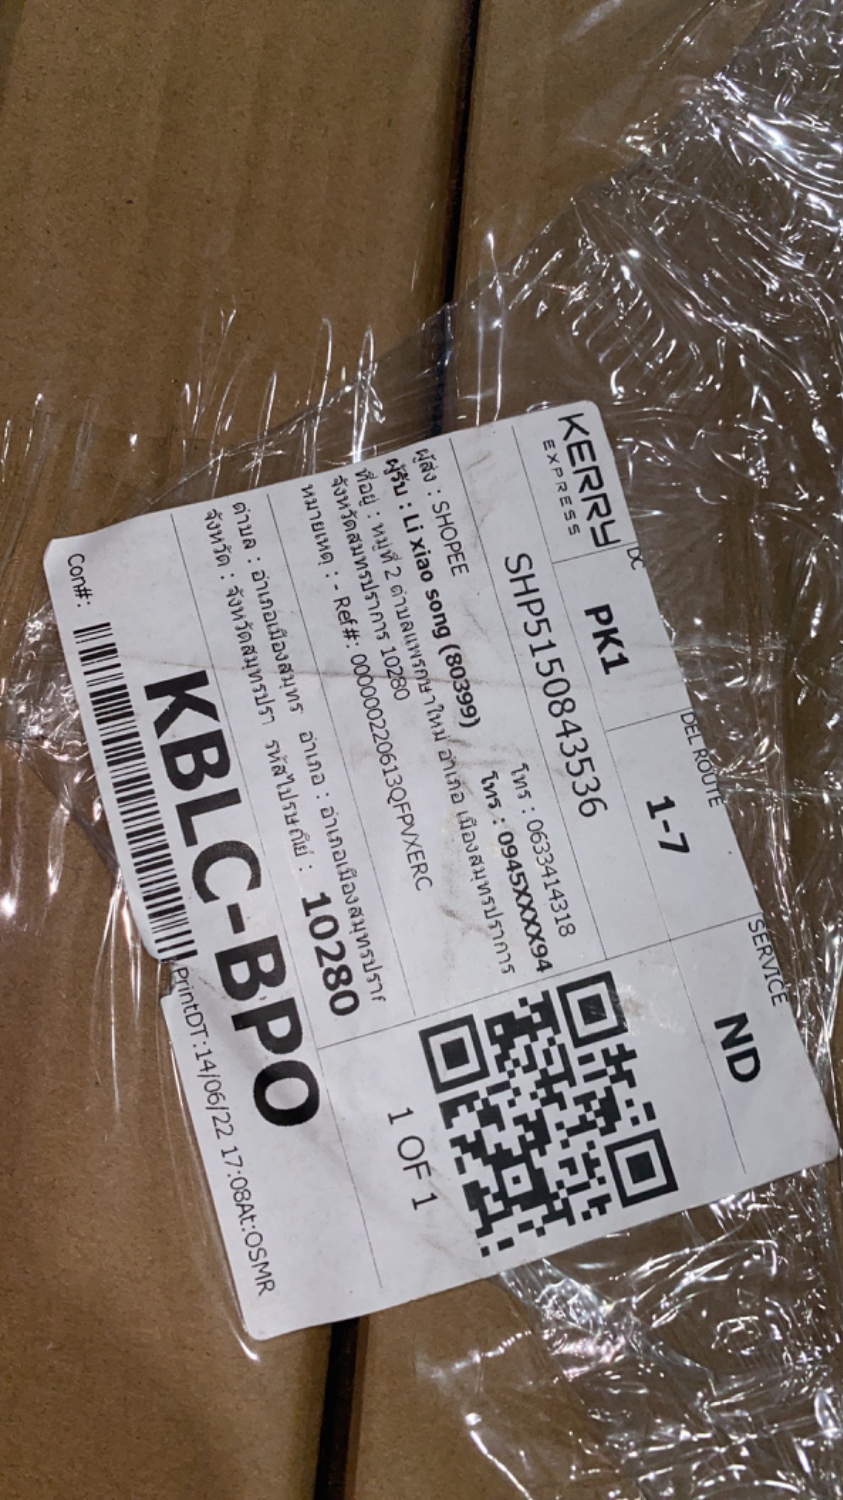 KERRY
EXPRESS
DC
PK1
DEL ROUTE
1-7
SERVICE
ND
SHP5150843536
ผู้ส่ง : SHOPEE โทร : 0633414318
ผู้รับ : Li xiao song (80399) โทร : 0945XXXX94
ที่อยู่ : หมู่ที่ 2 ตำบลแพรกษาใหม่ อำเภอ เมืองสมุทรปราการ
จังหวัดสมุทรปราการ 10280
หมายเหตุ : - Ref#: 000000220613QFPVXERC
1 OF 1
ตำบล : อำเภอเมืองสมุทร อำเภอ : อำเภอเมืองสมุทรปราก
จังหวัด : จังหวัดสมุทรปรา รหัสไปรษณีย์ : 10280
KBLC-BPO
Con#:
PrintDT:14/06/22 17:08At:OSMR